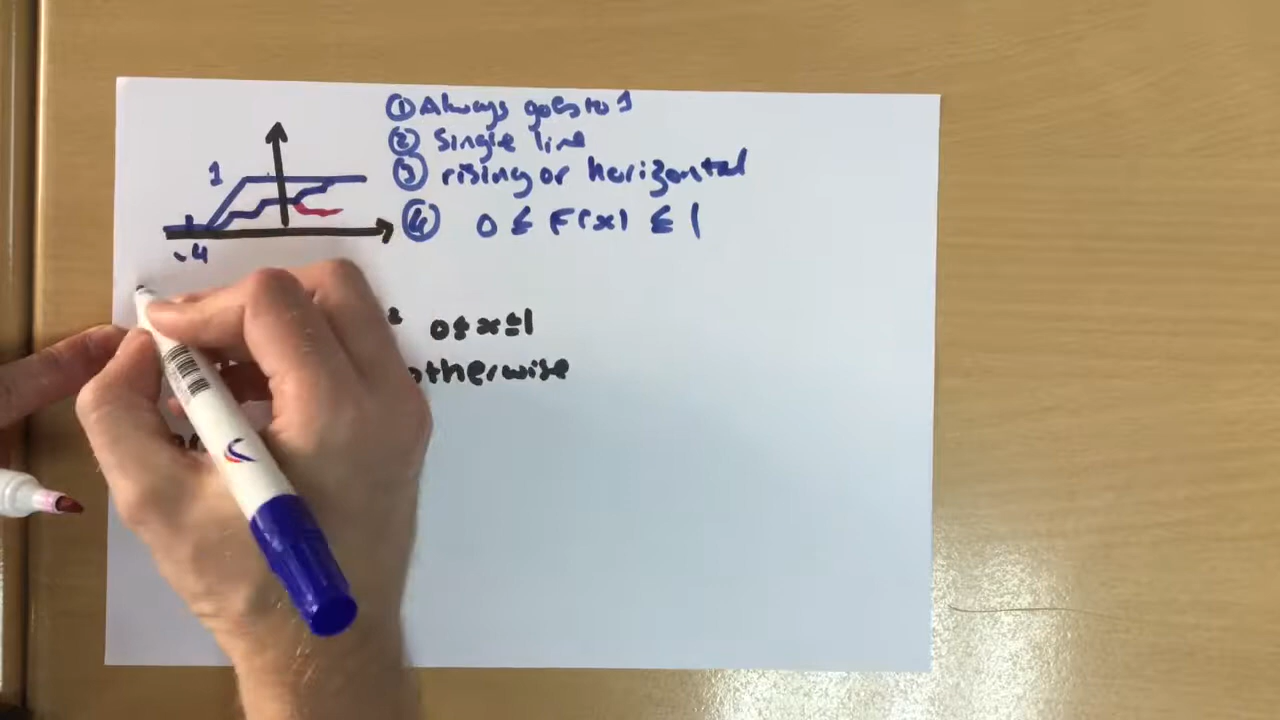 ① Always goes to 1
② Single line
③ rising or horizontal
④ 0 ≤ F(x) ≤ 1
1
-4
0≤x≤1
otherwise